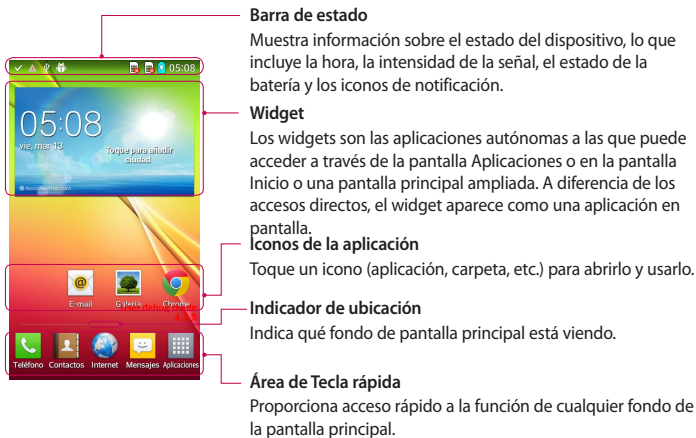 Barra de estado
Muestra información sobre el estado del dispositivo, lo que
incluye la hora, la intensidad de la señal, el estado de la
batería y los iconos de notificación.
05:08
Widget
Los widgets son las aplicaciones autónomas a las que puede
acceder a través de la pantalla Aplicaciones o en la pantalla
Inicio o una pantalla principal ampliada. A diferencia de los
accesos directos, el widget aparece como una aplicación en
pantalla.
05:08
vie, mar 13
Toque para añadir
ciudad
AccuWeather.com
Iconos de la aplicación
Toque un icono (aplicación, carpeta, etc.) para abrirlo y usarlo.
E-mail Galería Chrome
User debug mode
Indicador de ubicación
Indica qué fondo de pantalla principal está viendo.
Teléfono Contactos Internet Mensajes Aplicaciones
Área de Tecla rápida
Proporciona acceso rápido a la función de cualquier fondo de
la pantalla principal.